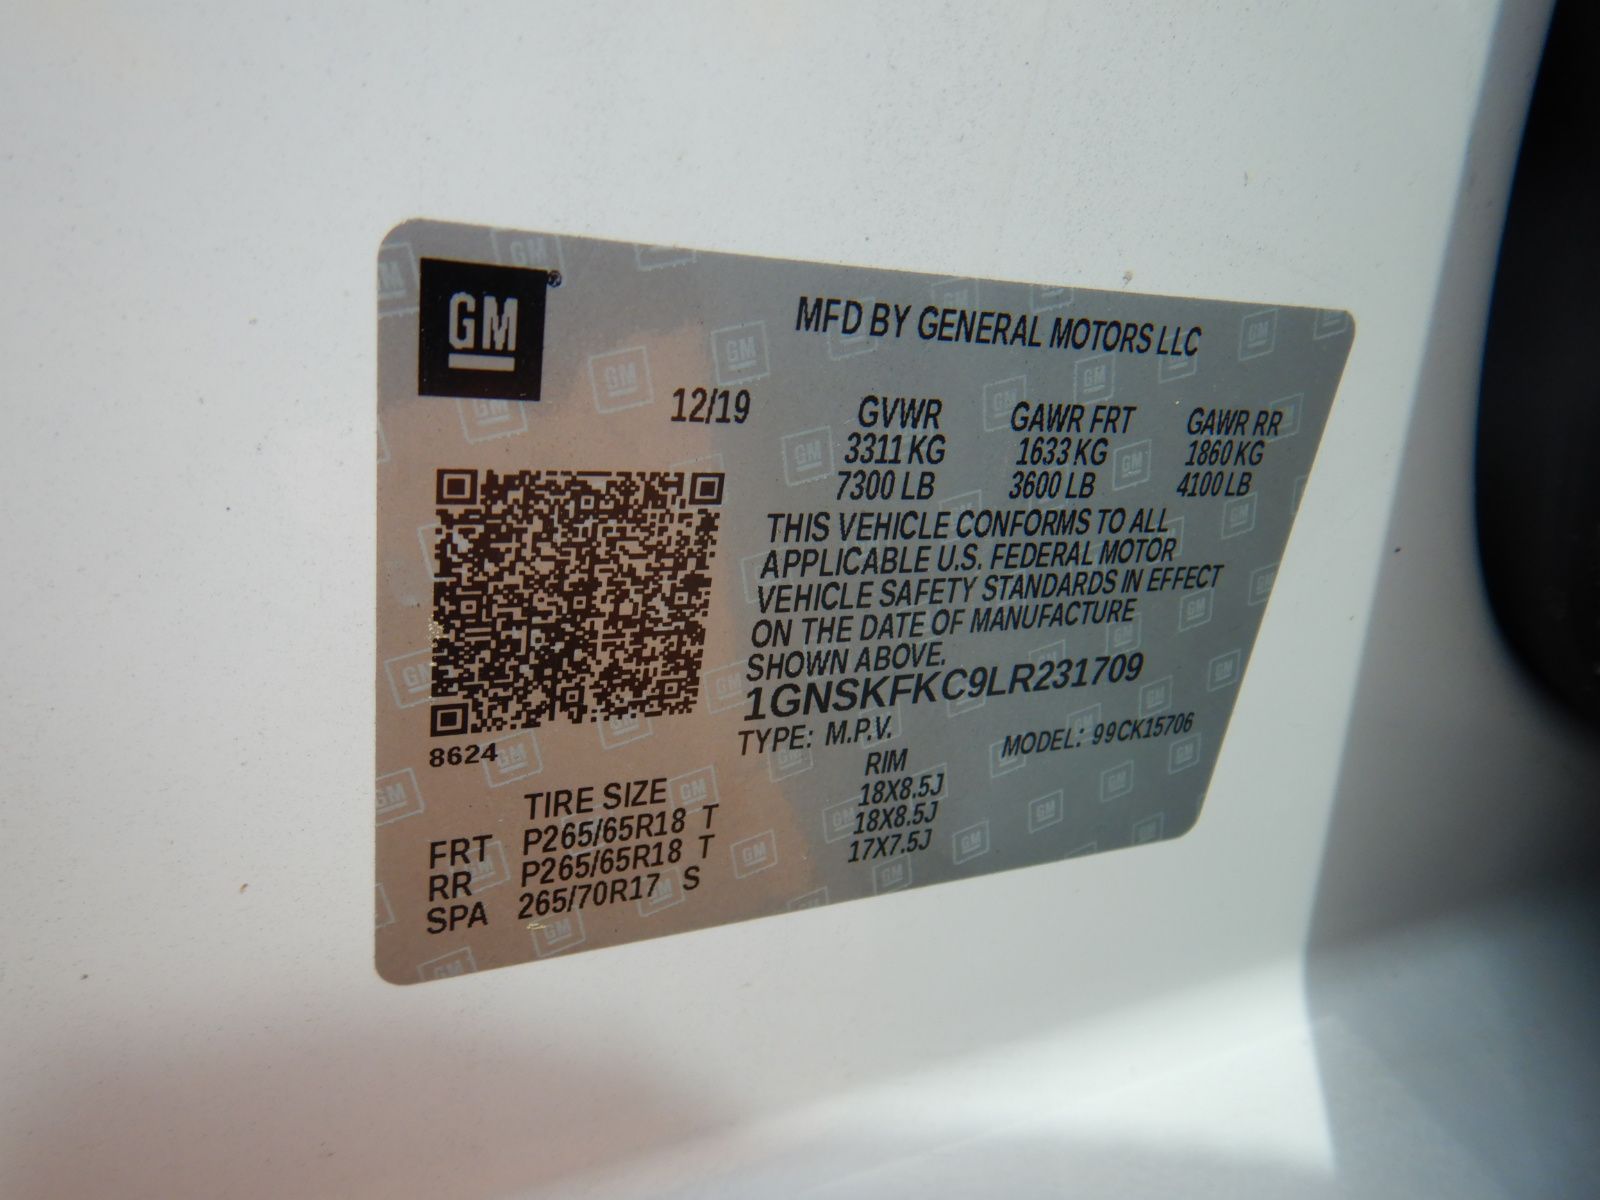 GM
MFD BY GENERAL MOTORS LLC
12/19
GVWR GAWR FRT GAWR RR
3311 KG 1633 KG 1860 KG
7300 LB 3600 LB 4100 LB
THIS VEHICLE CONFORMS TO ALL
APPLICABLE U.S. FEDERAL MOTOR
VEHICLE SAFETY STANDARDS IN EFFECT
ON THE DATE OF MANUFACTURE
SHOWN ABOVE.
1GNSKFKC9LR231709
TYPE: M.P.V. MODEL: 99CK15706
8624
TIRE SIZE RIM
FRT P265/65R18 T 18X8.5J
RR P265/65R18 T 18X8.5J
SPA 265/70R17 S 17X7.5J